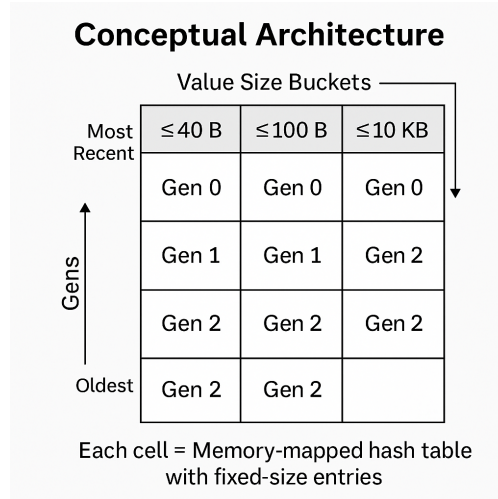 Conceptual Architecture
Value Size Buckets
Most
Recent
≤40 B ≤100 B ≤10 KB
Gen 0 Gen 0 Gen 0
Gen 1 Gen 1 Gen 2
Gens
Gen 2 Gen 2 Gen 2
Oldest
Gen 2 Gen 2
Each cell = Memory-mapped hash table
with fixed-size entries